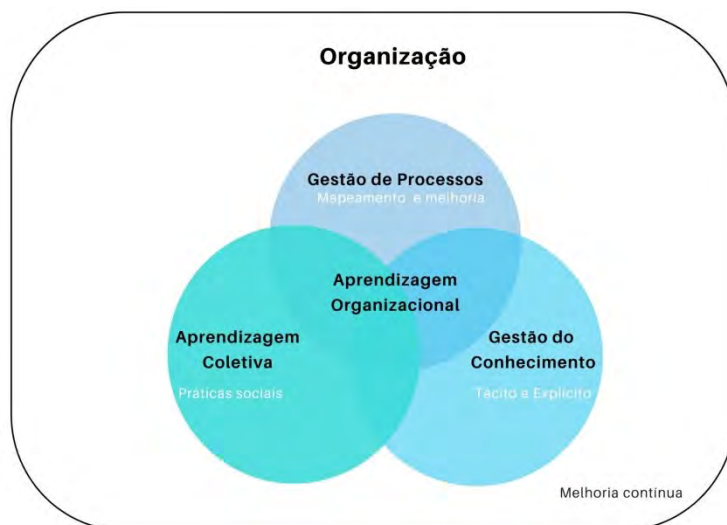 Organização
Gestão de Processos
Mapeamento e melhoria
Aprendizagem
Organizacional
Aprendizagem
Coletiva
Práticas sociais
Gestão do
Conhecimento
Tácito e Explícito
Melhoria contínua